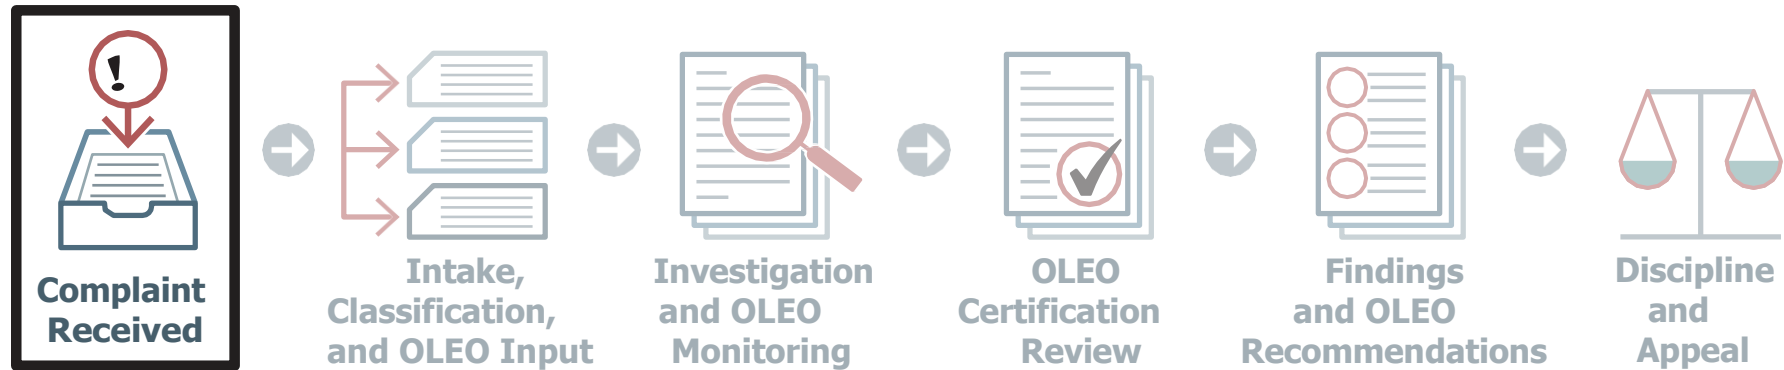 !
Complaint
Received
Intake,
Classification,
and OLEO Input
Investigation
and OLEO
Monitoring
OLEO
Certification
Review
Findings
and OLEO
Recommendations
Discipline
and
Appeal